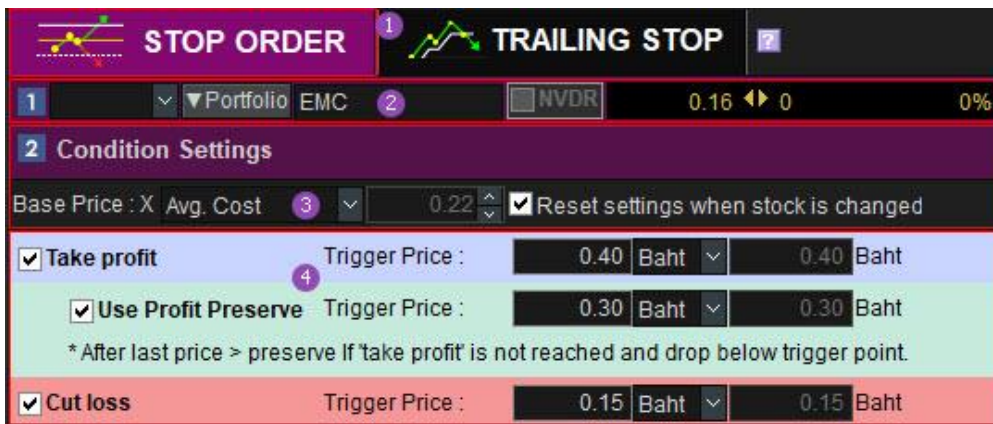 STOP ORDER 1 TRAILING STOP ?
1 ▼Portfolio EMC 2 NVDR 0.16 0 0%
2 Condition Settings
Base Price : X Avg. Cost 3 0.22 Reset settings when stock is changed
Take profit Trigger Price : 0.40 Baht 0.40 Baht
4
Use Profit Preserve Trigger Price : 0.30 Baht 0.30 Baht
* After last price > preserve If 'take profit' is not reached and drop below trigger point.
Cut loss Trigger Price : 0.15 Baht 0.15 Baht